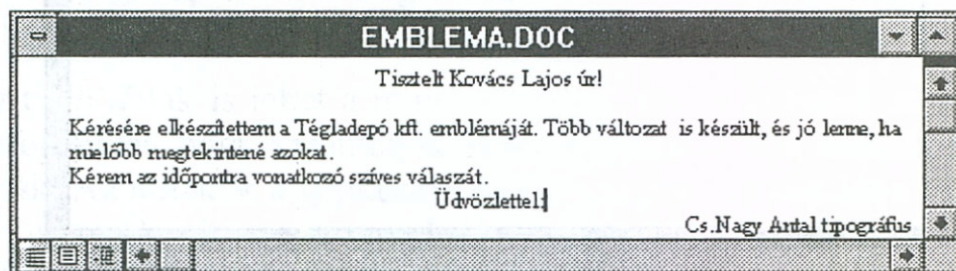 EMBLEMA.DOC
Tisztelt Kovács Lajos úr!
Kérésére elkészítettem a Tégladepó kft. emblémáját. Több változat is készült, és jó lenne, ha
mielőbb megtekintené azokat.
Kérem az időpontra vonatkozó szíves válaszát.
Üdvözlettel:
Cs.Nagy Antal tipográfus